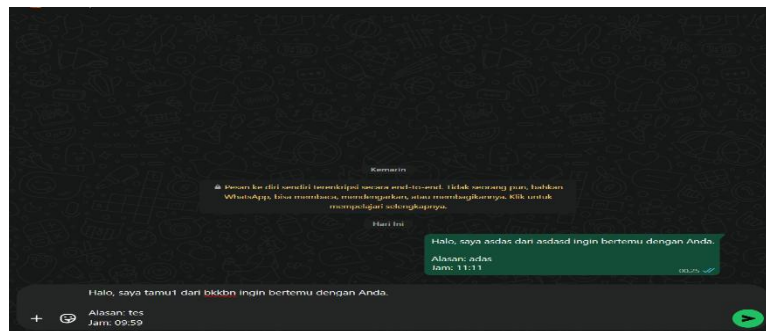 Kemarin
Pesan ke diri sendiri terenkripsi secara end-to-end. Tidak seorang pun, bahkan
WhatsApp, bisa membaca, mendengarkan, atau membagikannya. Klik untuk
mempelajari selengkapnya.
Hari Ini
Halo, saya asdas dari asdasd ingin bertemu dengan Anda.
Alasan: adas
Jam: 11:11
00.25
Halo, saya tamu1 dari bkkbn ingin bertemu dengan Anda.
Alasan: tes
Jam: 09:59